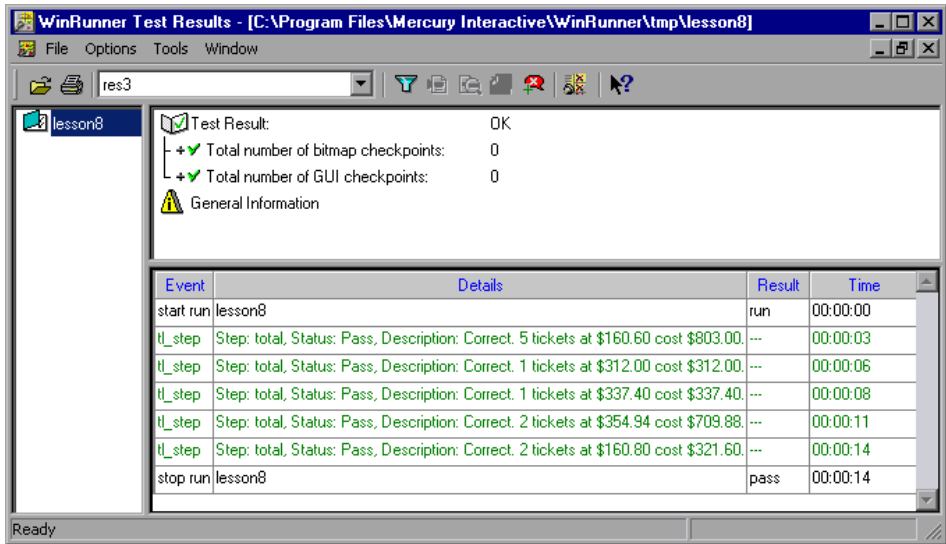 WinRunner Test Results - [C:\Program Files\Mercury Interactive\WinRunner\tmp\lesson8]
File Options Tools Window
res3
lesson8
Test Result: OK
Total number of bitmap checkpoints: 0
Total number of GUI checkpoints: 0
General Information
Event Details Result Time
start run lesson8 run 00:00:00
tl_step Step: total, Status: Pass, Description: Correct. 5 tickets at $160.60 cost $803.00. --- 00:00:03
tl_step Step: total, Status: Pass, Description: Correct. 1 tickets at $312.00 cost $312.00. --- 00:00:06
tl_step Step: total, Status: Pass, Description: Correct. 1 tickets at $337.40 cost $337.40. --- 00:00:08
tl_step Step: total, Status: Pass, Description: Correct. 2 tickets at $354.94 cost $709.88. --- 00:00:11
tl_step Step: total, Status: Pass, Description: Correct. 2 tickets at $160.80 cost $321.60. --- 00:00:14
stop run lesson8 pass 00:00:14
Ready